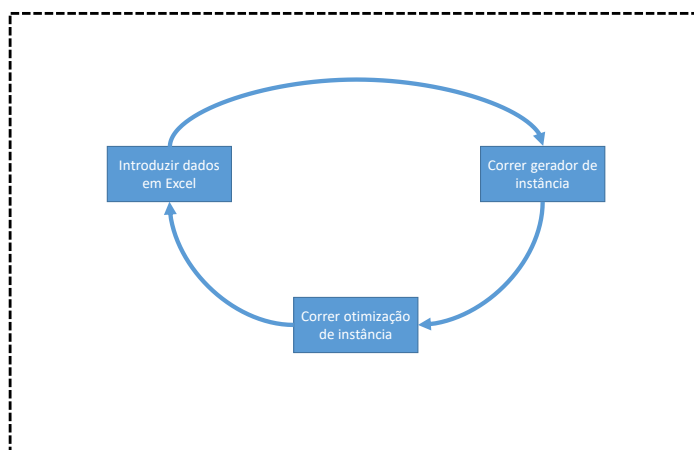 Introduzir dados
em Excel
Correr gerador de
instância
Correr otimização
de instância